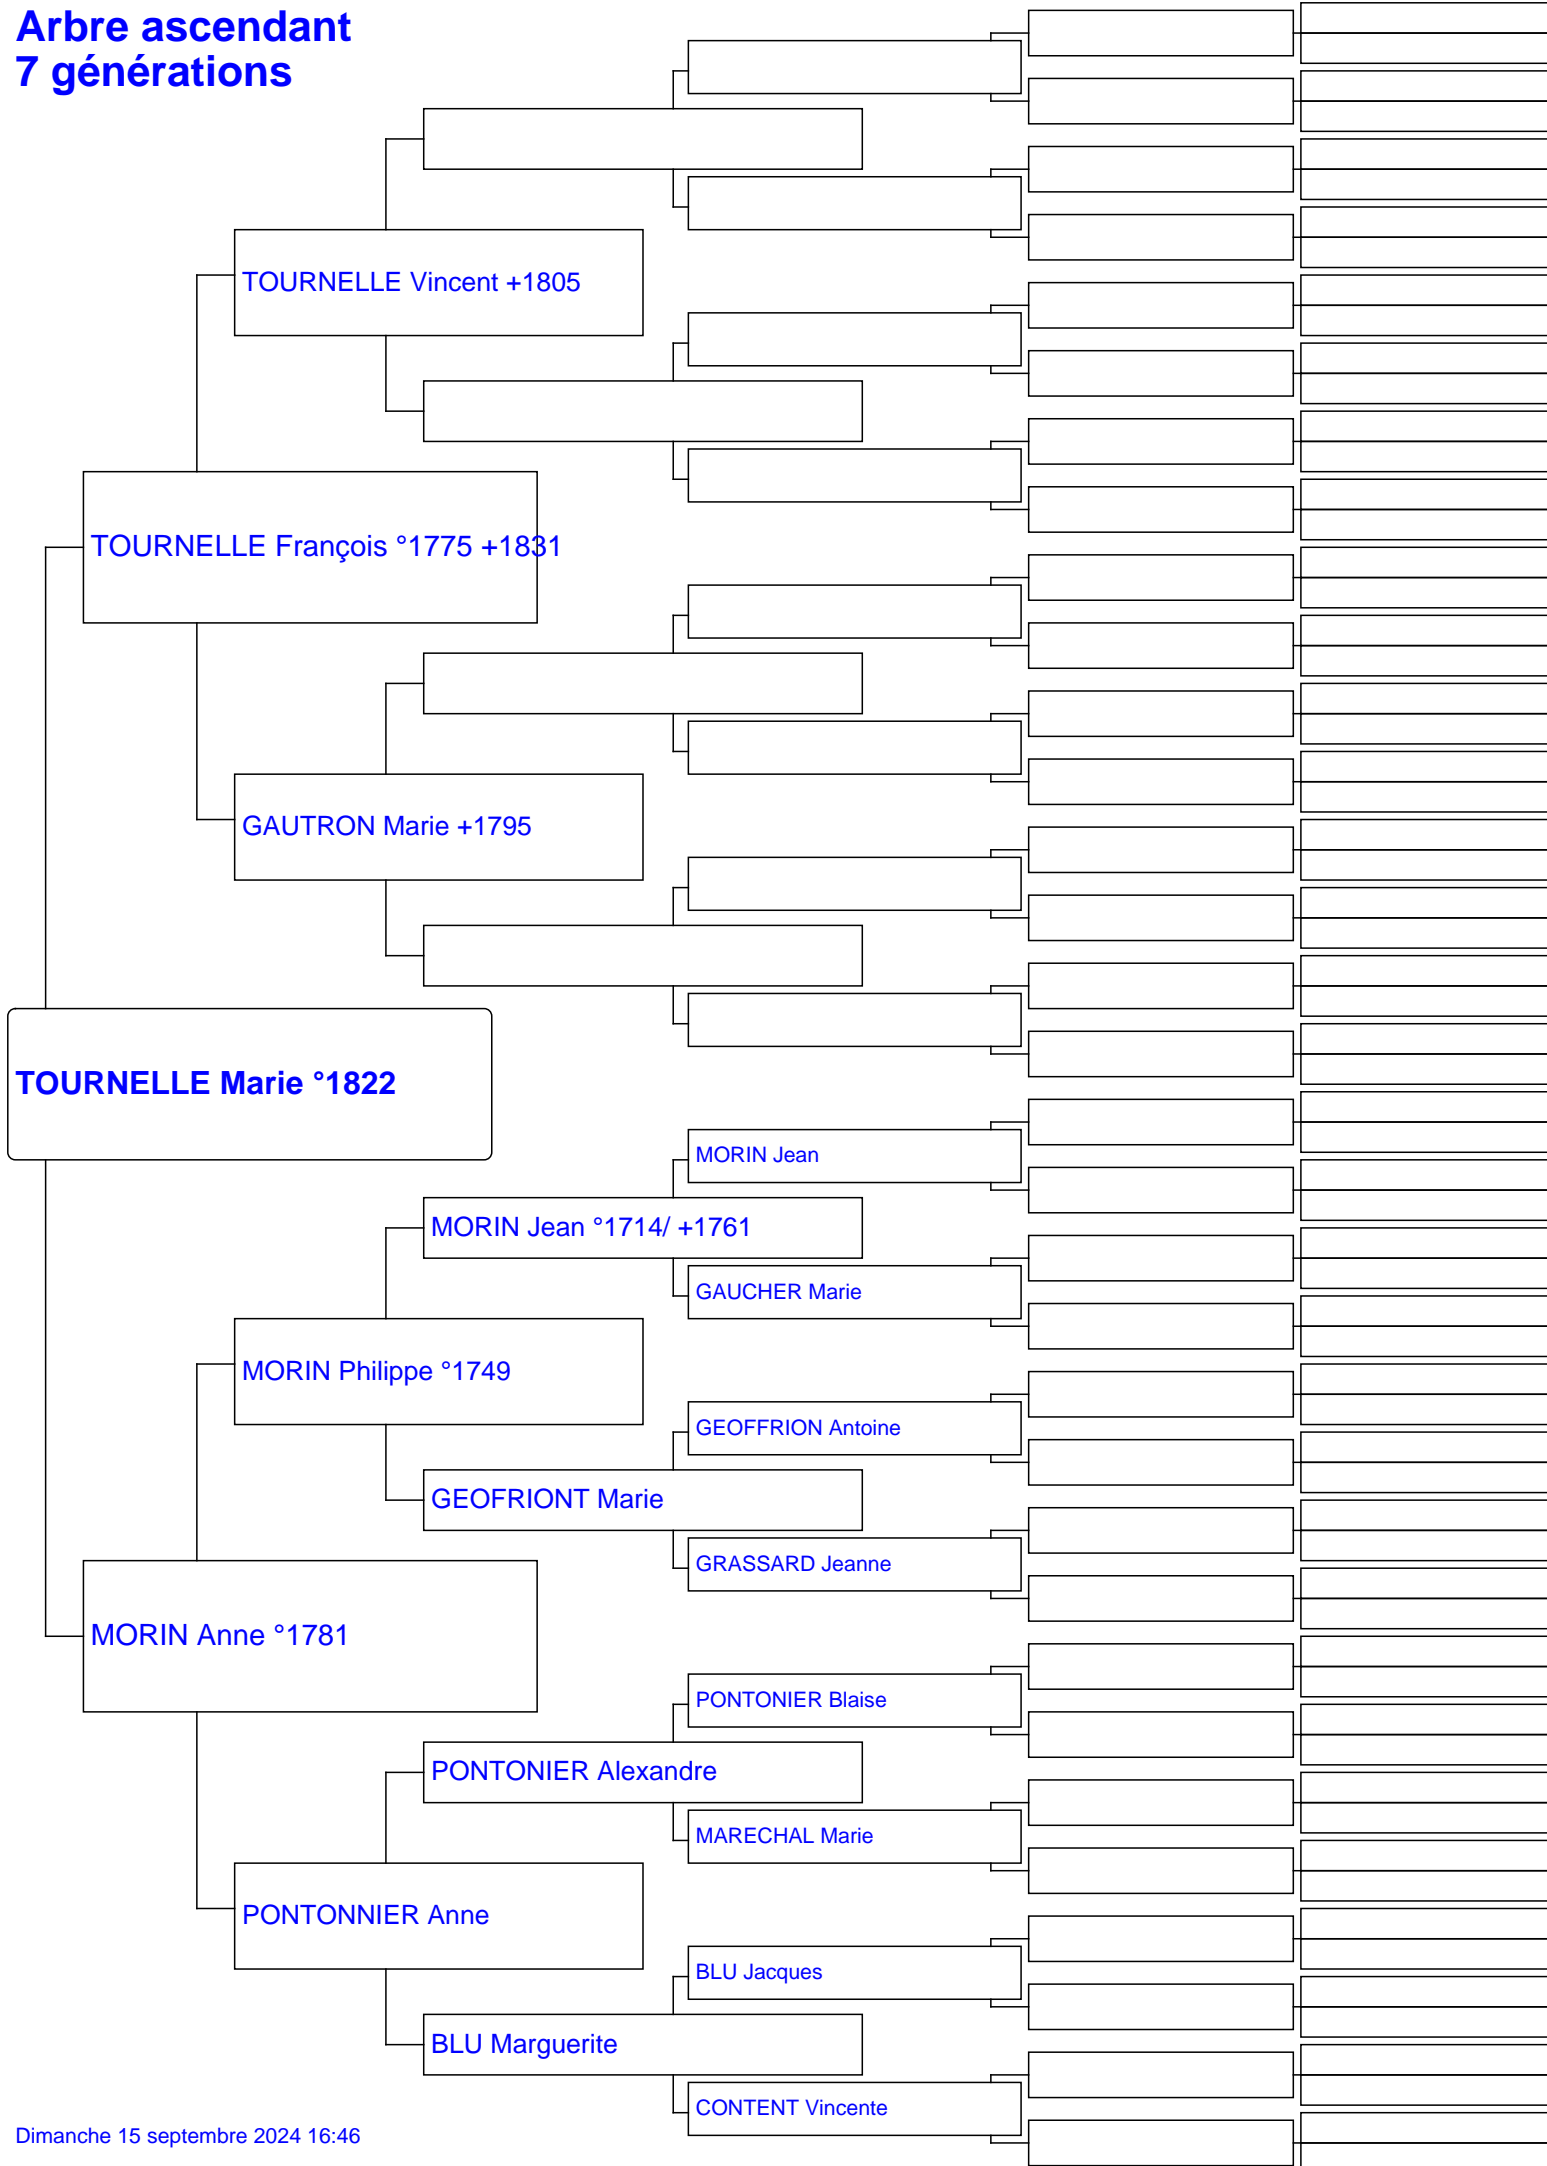 Arbre ascendant
7 générations
TOURNELLE Vincent +1805
TOURNELLE François °1775 +1831
GAUTRON Marie +1795
TOURNELLE Marie °1822
MORIN Jean
MORIN Jean °1714/ +1761
GAUCHER Marie
MORIN Philippe °1749
GEOFFRION Antoine
GEOFRIONT Marie
GRASSARD Jeanne
MORIN Anne °1781
PONTONIER Blaise
PONTONIER Alexandre
MARECHAL Marie
PONTONNIER Anne
BLU Jacques
BLU Marguerite
CONTENT Vincente
Dimanche 15 septembre 2024 16:46